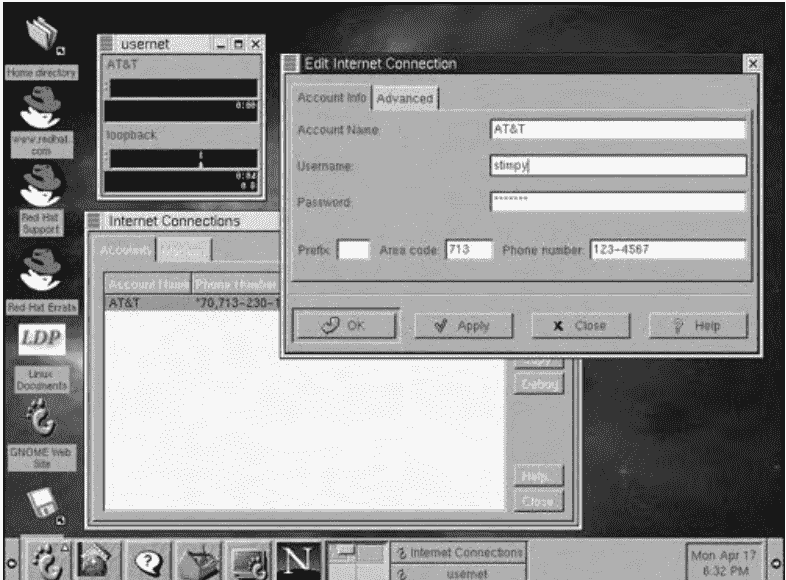 Home directory
www.redhat.
com
Red Hat
Support
Red Hat Errata
LDP
Linux
Documents
GNOME Web
Site
usernet
AT&T
0:00
loopback
0:04
0.0
Internet Connections
Accounts
Account Name Phone Number
AT&T *70,713-230-1
Debug
Help..
Close..
Edit Internet Connection
Account Info Advanced
Account Name: AT&T
Username: stimpy
Password: *******
Prefix: Area code: 713 Phone number: 123-4567
OK Apply Close Help
N
Internet Connections
usernet
Mon Apr 17
6:32 PM